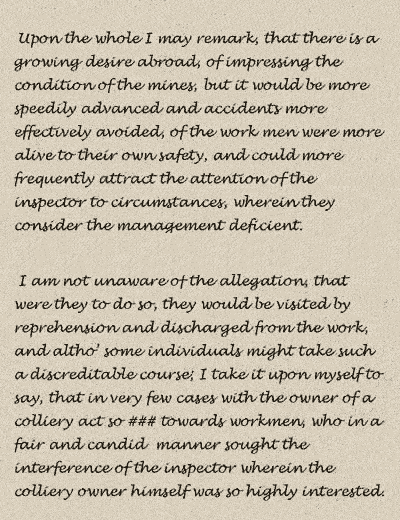 Upon the whole I may remark, that there is a
growing desire abroad, of impressing the
condition of the mines, but it would be more
speedily advanced and accidents more
effectively avoided, of the work men were more
alive to their own safety, and could more
frequently attract the attention of the
inspector to circumstances, wherein they
consider the management deficient.

I am not unaware of the allegation, that
were they to do so, they would be visited by
reprehension and discharged from the work,
and altho' some individuals might take such
a discreditable course; I take it upon myself to
say, that in very few cases with the owner of a
colliery act so ### towards workmen, who in a
fair and candid manner sought the
interference of the inspector wherein the
colliery owner himself was so highly interested.